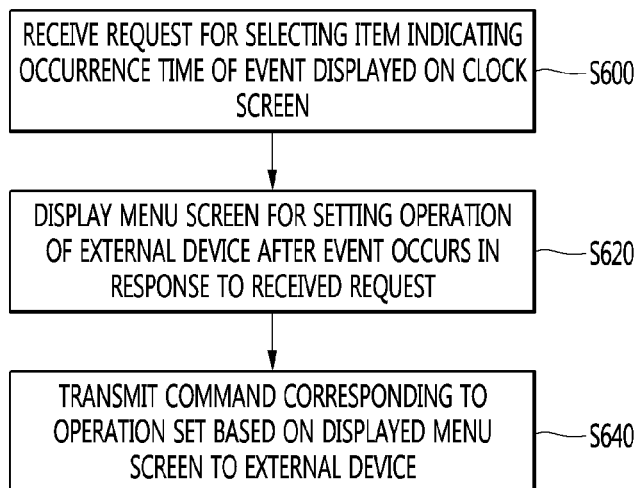 RECEIVE REQUEST FOR SELECTING ITEM INDICATING
OCCURRENCE TIME OF EVENT DISPLAYED ON CLOCK
SCREEN
S600
DISPLAY MENU SCREEN FOR SETTING OPERATION
OF EXTERNAL DEVICE AFTER EVENT OCCURS IN
RESPONSE TO RECEIVED REQUEST
S620
TRANSMIT COMMAND CORRESPONDING TO
OPERATION SET BASED ON DISPLAYED MENU
SCREEN TO EXTERNAL DEVICE
S640